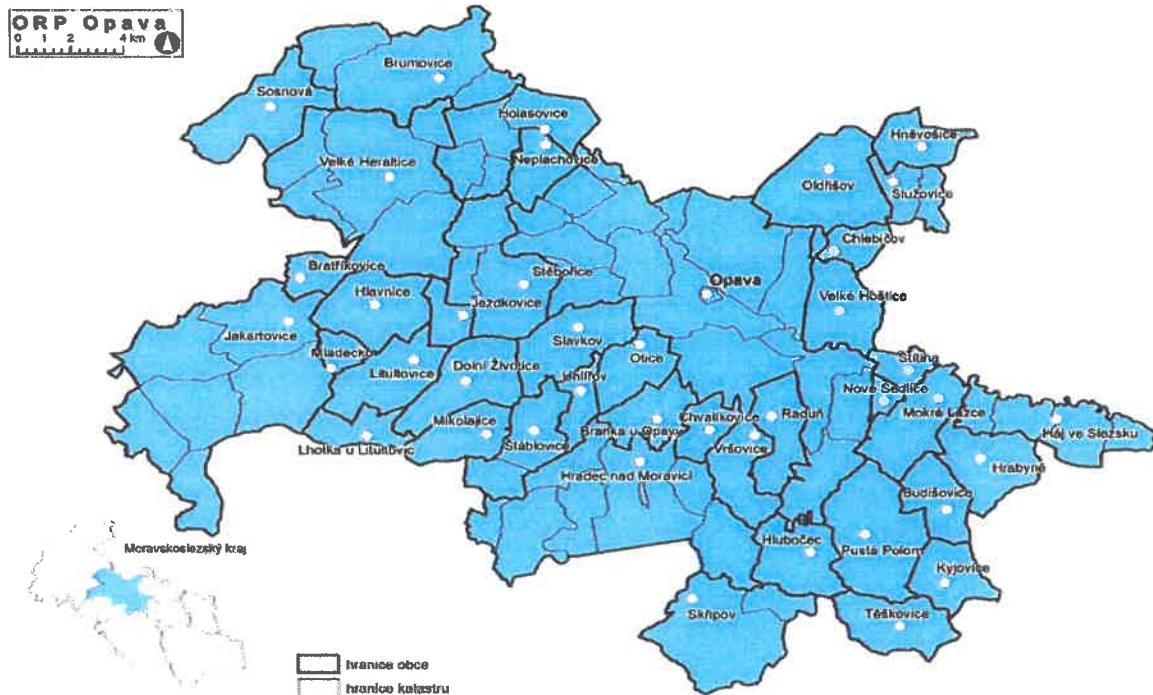 ORP Opava
0 1 2 4 km
Brumovice
Sosnová
Holasovice
Hněvošice
Neplachovice
Velké Heraltice
Oldřišov
Služovice
Chlebičov
Bratříkovice
Stěbořice
Opava
Hlavnice
Jezdkovice
Velké Hoštice
Jakartovice
Slavkov
Mladecko
Otice
Štítina
Litultovice
Dolní Životice
Uhlířov
Nové Sedlice
Mokré Lazce
Mikolajice
Chvalíkovice
Raduň
Branka u Opavy
Háj ve Slezsku
Lhotka u Litultovic
Štáblovice
Vršovice
Hradec nad Moravicí
Hrabyně
Budišovice
Moravskoslezský kraj
Hlubočec
Pustá Polom
Kyjovice
Skřipov
Těškovice
hranice obce
hranice katastru